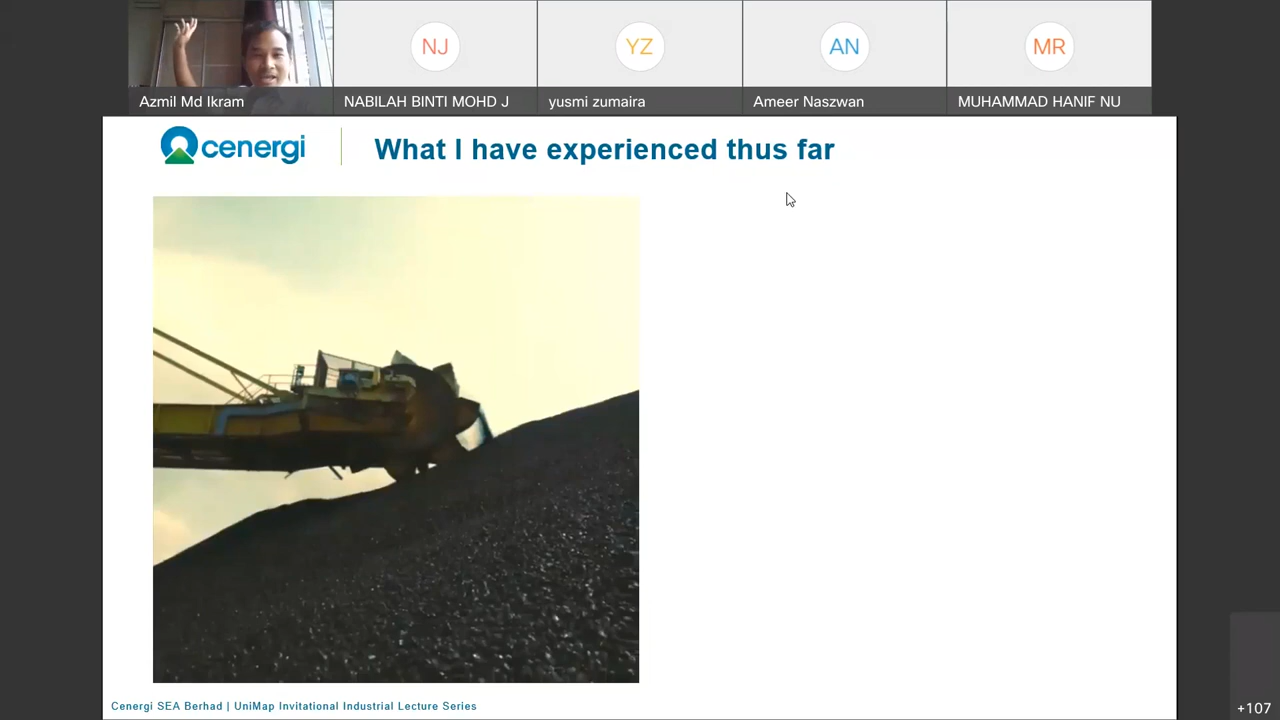 NJ
YZ
AN
MR
Azmil Md Ikram
NABILAH BINTI MOHD J
yusmi zumaira
Ameer Naszwan
MUHAMMAD HANIF NU
cenergi
What I have experienced thus far
Cenergi SEA Berhad | UniMap Invitational Industrial Lecture Series
+107